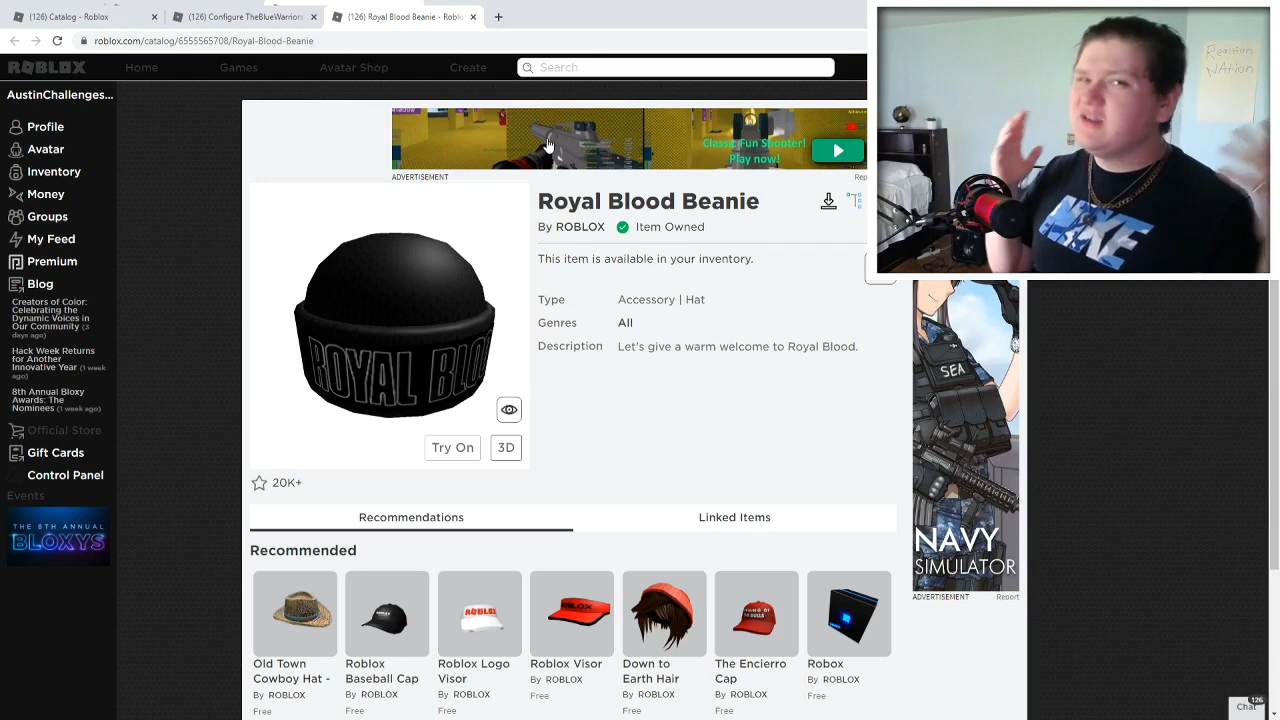 (126) Catalog - Roblox
(126) Configure TheBlueWarriors
(126) Royal Blood Beanie - Roblo
roblox.com/catalog/6555565708/Royal-Blood-Beanie
ROBLOX
Home
Games
Avatar Shop
Create
Search
AustinChallenges...
Profile
Avatar
Inventory
Money
Groups
My Feed
Premium
Blog
Creators of Color:
Celebrating the
Dynamic Voices in
Our Community (3
days ago)
Hack Week Returns
for Another
Innovative Year (1 week
ago)
8th Annual Bloxy
Awards: The
Nominees (1 week ago)
Official Store
Gift Cards
Control Panel
Events
THE 8TH ANNUAL
BLOXYS
Classic Fun Shooter!
Play now!
ADVERTISEMENT
Rep
Royal Blood Beanie
By ROBLOX
Item Owned
This item is available in your inventory.
Type
Accessory | Hat
Genres
All
Description
Let's give a warm welcome to Royal Blood.
ROYAL BLO
Try On
3D
20K+
Recommendations
Linked Items
Recommended
Old Town
Cowboy Hat -
By ROBLOX
Free
Roblox
Baseball Cap
By ROBLOX
Free
Roblox Logo
Visor
By ROBLOX
Free
Roblox Visor
By ROBLOX
Free
Down to
Earth Hair
By ROBLOX
Free
The Encierro
Cap
By ROBLOX
Free
Robox
By ROBLOX
Free
SEA
NAVY
SIMULATOR
ADVERTISEMENT
Report
Reaction
Nation
NIKE
126
Chat